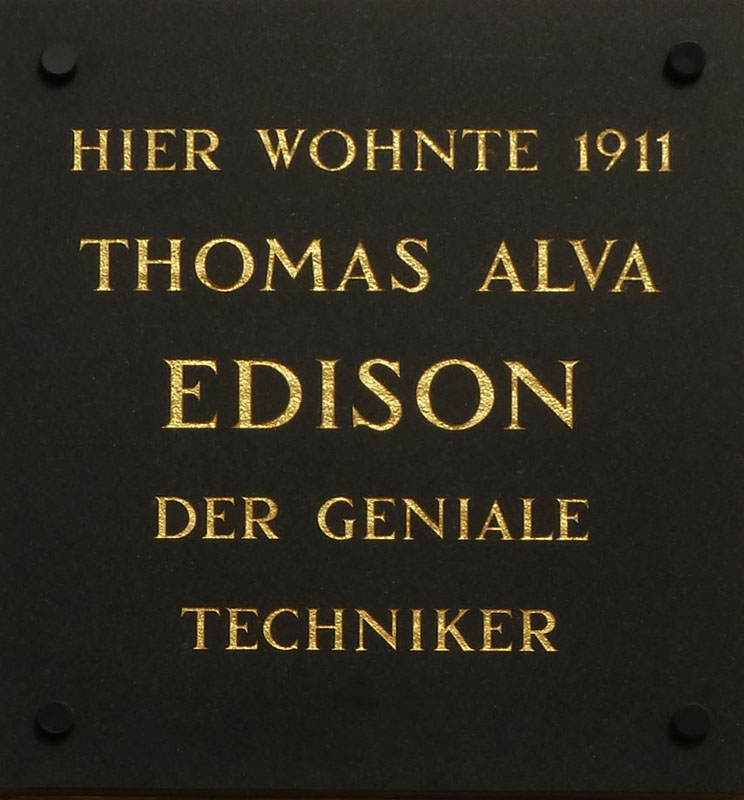 HIER WOHNTE 1911
THOMAS ALVA
EDISON
DER GENIALE
TECHNIKER